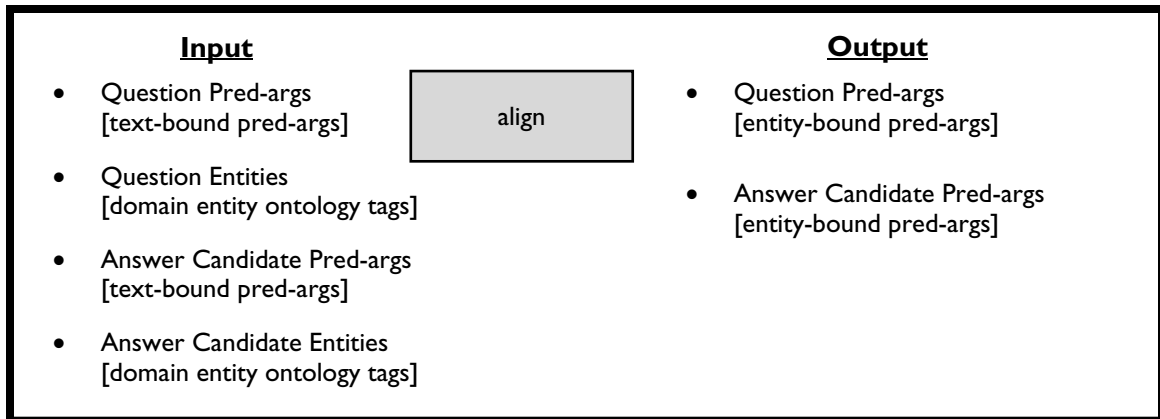 Input
• Question Pred-args
[text-bound pred-args]
• Question Entities
[domain entity ontology tags]
• Answer Candidate Pred-args
[text-bound pred-args]
• Answer Candidate Entities
[domain entity ontology tags]
align
Output
• Question Pred-args
[entity-bound pred-args]
• Answer Candidate Pred-args
[entity-bound pred-args]